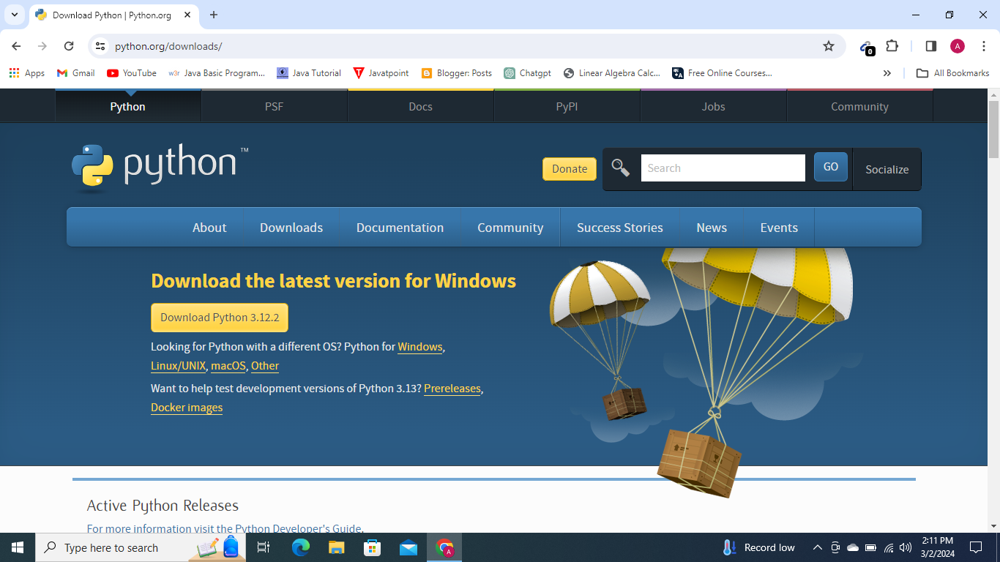 Download Python | Python.org
python.org/downloads/
0
A
Apps
Gmail
YouTube
w3r Java Basic Program...
Java Tutorial
Javatpoint
Blogger: Posts
Chatgpt
Linear Algebra Calc...
Free Online Courses...
All Bookmarks
Python
PSF
Docs
PyPI
Jobs
Community
python™
Donate
Search
GO
Socialize
About
Downloads
Documentation
Community
Success Stories
News
Events
Download the latest version for Windows
Download Python 3.12.2
Looking for Python with a different OS? Python for Windows,
Linux/UNIX, macOS, Other
Want to help test development versions of Python 3.13? Prereleases,
Docker images
Active Python Releases
For more information visit the Python Developer's Guide.
Type here to search
A
Record low
2:11 PM
3/2/2024